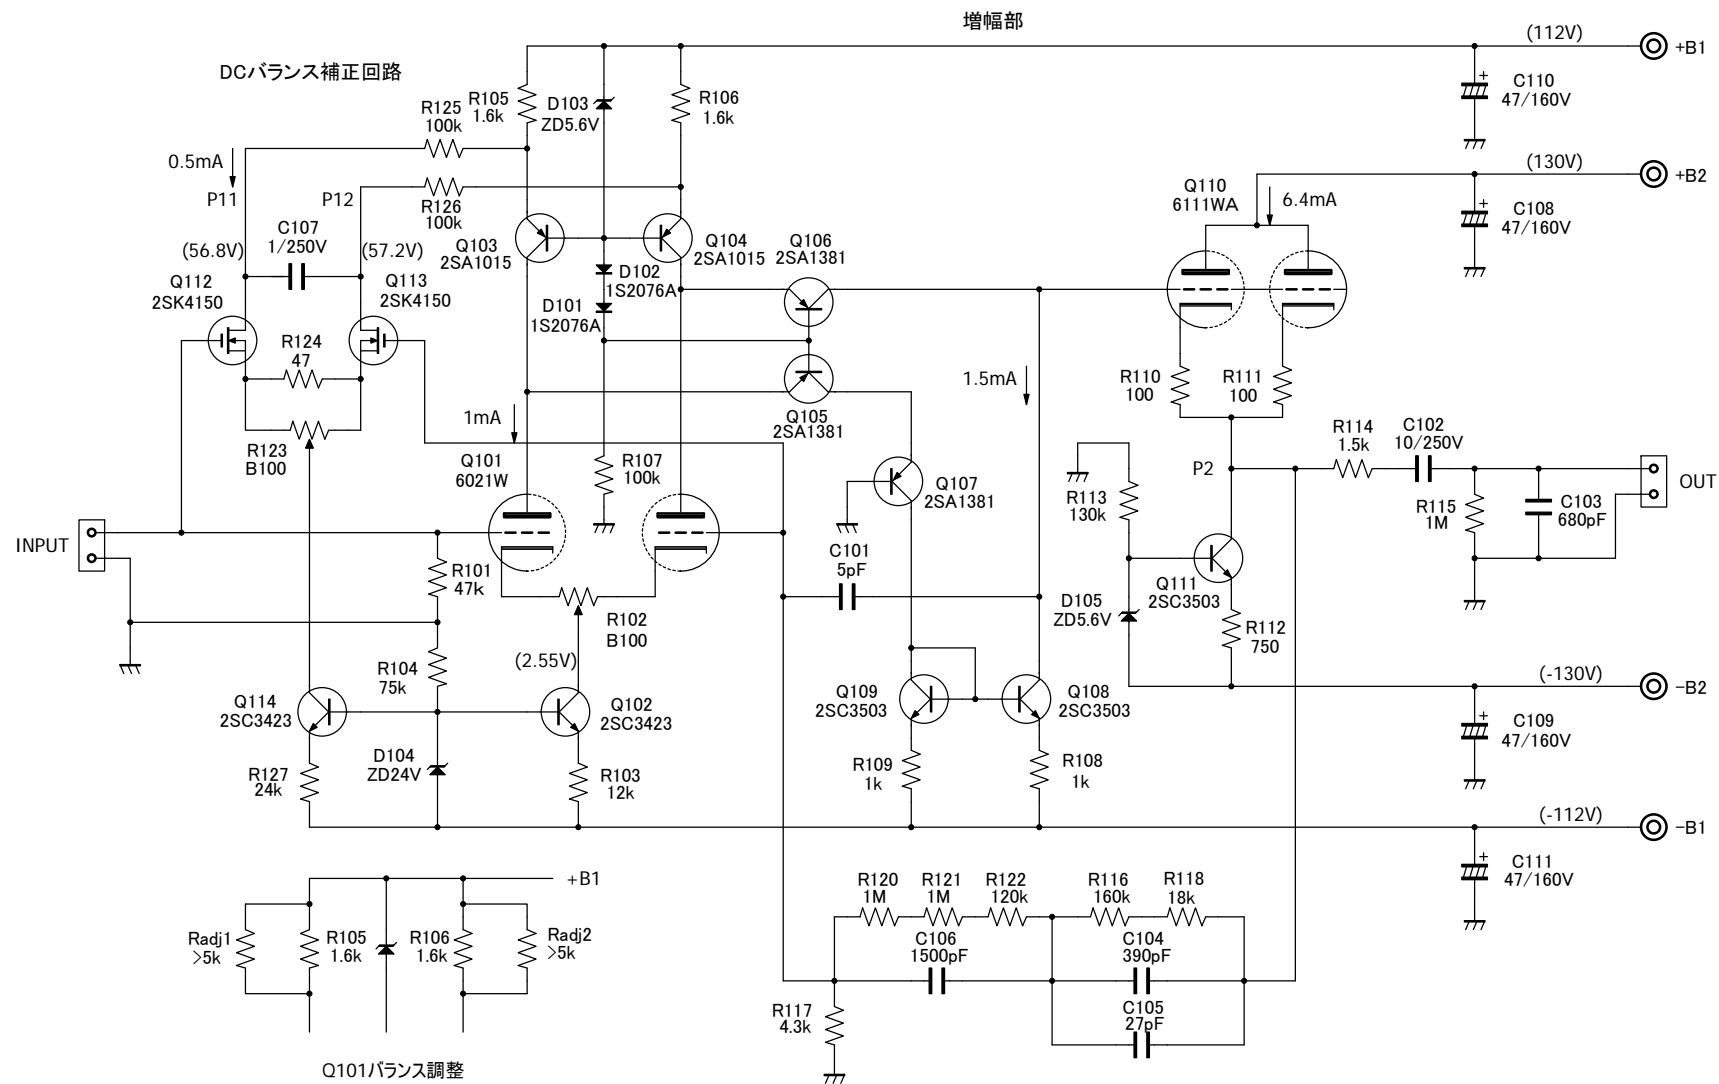 増幅部
DCバランス補正回路
(112V)
+B1
C110
47/160V
R105
1.6k
D103
ZD5.6V
R106
1.6k
R125
100k
0.5mA
P11
P12
R126
100k
(130V)
+B2
C108
47/160V
Q110
6111WA
6.4mA
C107
1/250V
(56.8V)
(57.2V)
Q112
2SK4150
Q113
2SK4150
Q103
2SA1015
Q104
2SA1015
Q106
2SA1381
D102
1S2076A
D101
1S2076A
R124
47
R123
B100
1mA
Q101
6021W
Q105
2SA1381
1.5mA
R110
100
R111
100
R107
100k
Q107
2SA1381
R113
130k
P2
R114
1.5k
C102
10/250V
R115
1M
C103
680pF
OUT
INPUT
R101
47k
C101
5pF
R102
B100
D105
ZD5.6V
Q111
2SC3503
R112
750
R104
75k
(2.55V)
Q114
2SC3423
Q102
2SC3423
Q109
2SC3503
Q108
2SC3503
(-130V)
-B2
C109
47/160V
D104
ZD24V
R127
24k
R103
12k
R109
1k
R108
1k
(-112V)
-B1
C111
47/160V
+B1
Radj1
>5k
R105
1.6k
R106
1.6k
Radj2
>5k
Q101バランス調整
R120
1M
R121
1M
R122
120k
R116
160k
R118
18k
C106
1500pF
C104
390pF
C105
27pF
R117
4.3k